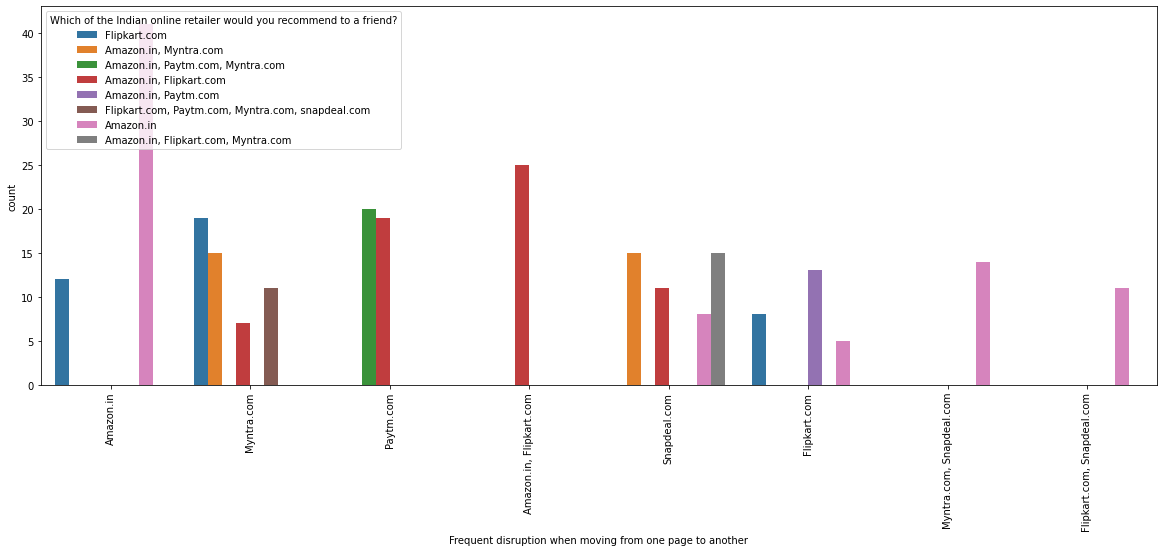 Which of the Indian online retailer would you recommend to a friend?
Flipkart.com
Amazon.in, Myntra.com
Amazon.in, Paytm.com, Myntra.com
Amazon.in, Flipkart.com
Amazon.in, Paytm.com
Flipkart.com, Paytm.com, Myntra.com, snapdeal.com
Amazon.in
Amazon.in, Flipkart.com, Myntra.com
40
35
30
25
20
15
10
5
0
count
Amazon.in
Myntra.com
Paytm.com
Amazon.in, Flipkart.com
Snapdeal.com
Flipkart.com
Myntra.com, Snapdeal.com
Flipkart.com, Snapdeal.com
Frequent disruption when moving from one page to another